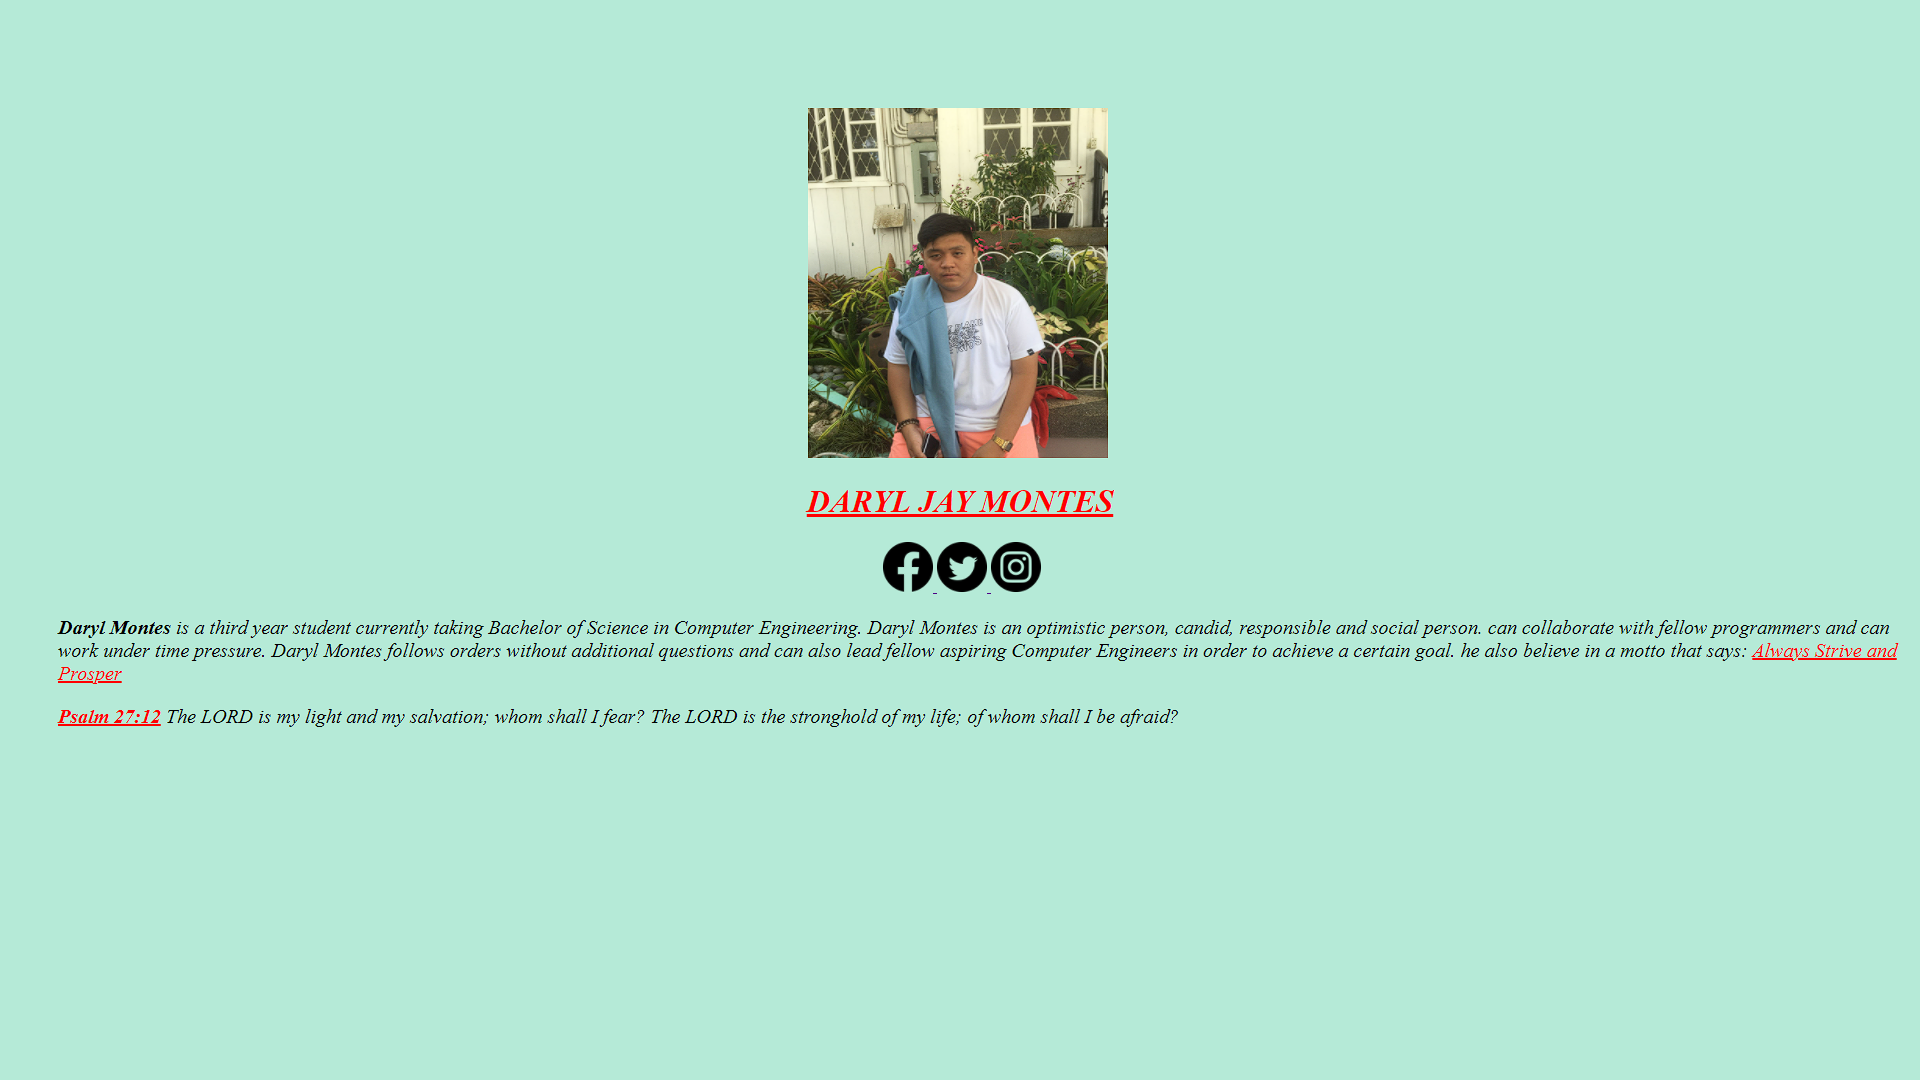 DARYL JAY MONTES
Daryl Montes is a third year student currently taking Bachelor of Science in Computer Engineering. Daryl Montes is an optimistic person, candid, responsible and social person. can collaborate with fellow programmers and can
work under time pressure. Daryl Montes follows orders without additional questions and can also lead fellow aspiring Computer Engineers in order to achieve a certain goal. he also believe in a motto that says: Always Strive and
Prosper
Psalm 27:12 The LORD is my light and my salvation; whom shall I fear? The LORD is the stronghold of my life; of whom shall I be afraid?